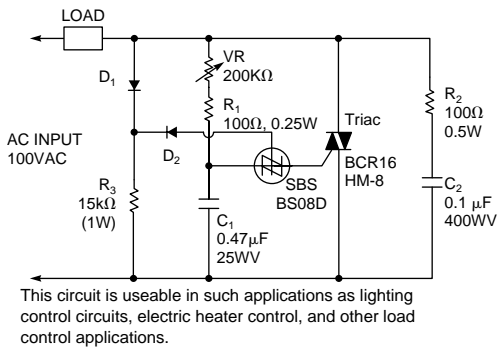 LOAD
D1
VR
200KΩ
R1
100Ω, 0.25W
D2
AC INPUT
100VAC
R3
15kΩ
(1W)
C1
0.47µF
25WV
SBS
BS08D
Triac
BCR16
HM-8
R2
100Ω
0.5W
C2
0.1 µF
400WV
This circuit is useable in such applications as lighting
control circuits, electric heater control, and other load
control applications.